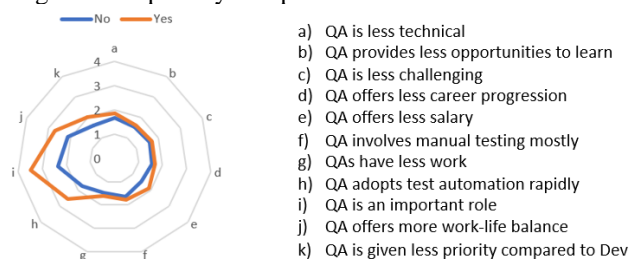 No Yes
a
b
c
d
e
f
g
h
i
j
k
4
3
2
1
0
a) QA is less technical
b) QA provides less opportunities to learn
c) QA is less challenging
d) QA offers less career progression
e) QA offers less salary
f) QA involves manual testing mostly
g) QAs have less work
h) QA adopts test automation rapidly
i) QA is an important role
j) QA offers more work-life balance
k) QA is given less priority compared to Dev